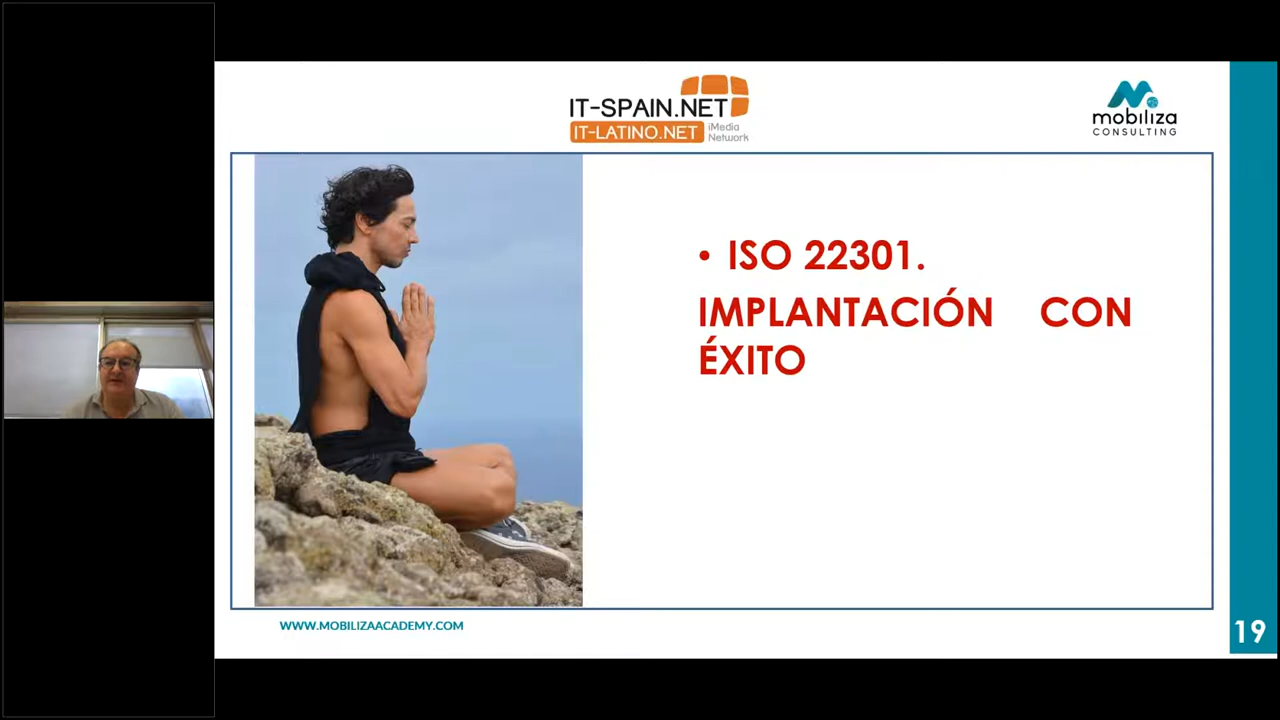 IT-SPAIN.NET
IT-LATINO.NET
iMedia
Network
mobiliza
CONSULTING
• ISO 22301.
IMPLANTACIÓN CON
ÉXITO
WWW.MOBILIZAACADEMY.COM
19